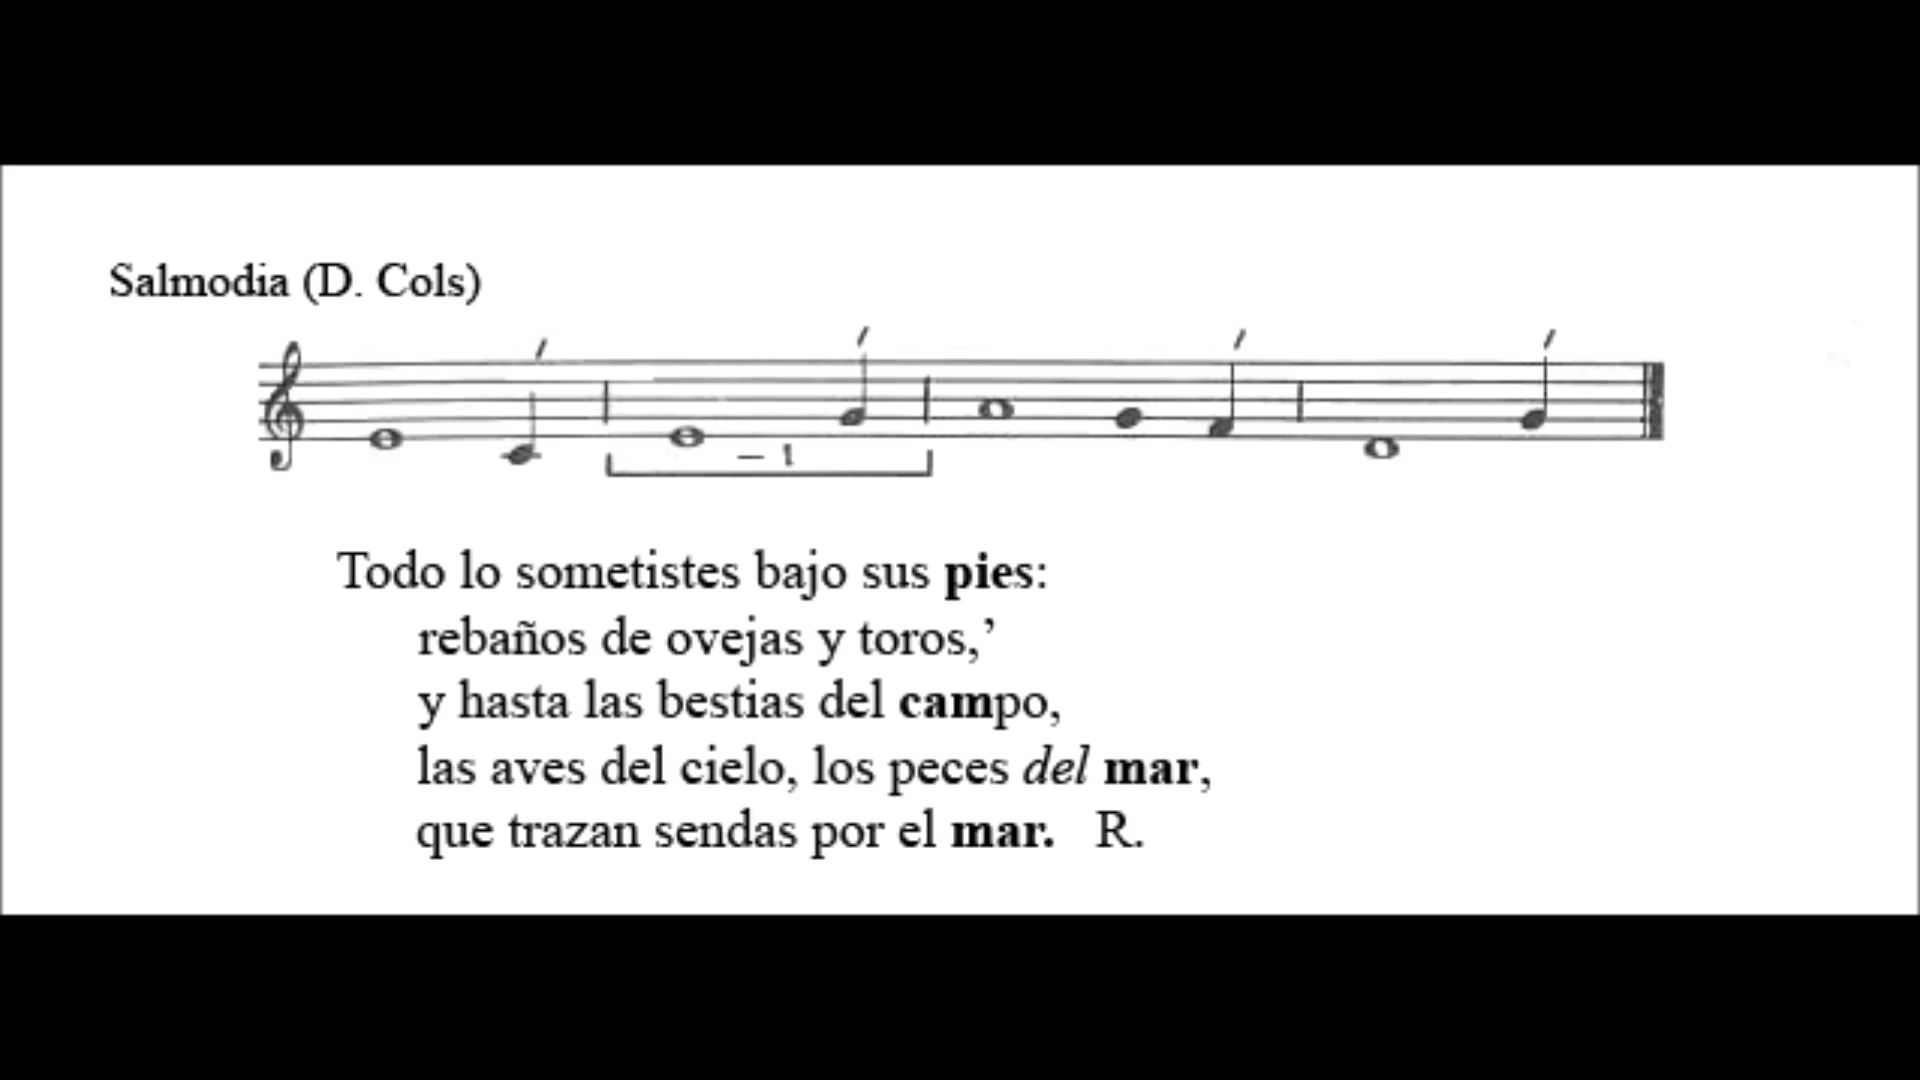 Salmodia (D. Cols)
– 1
Todo lo sometistes bajo sus pies:
rebaños de ovejas y toros,’
y hasta las bestias del campo,
las aves del cielo, los peces del mar,
que trazan sendas por el mar. R.